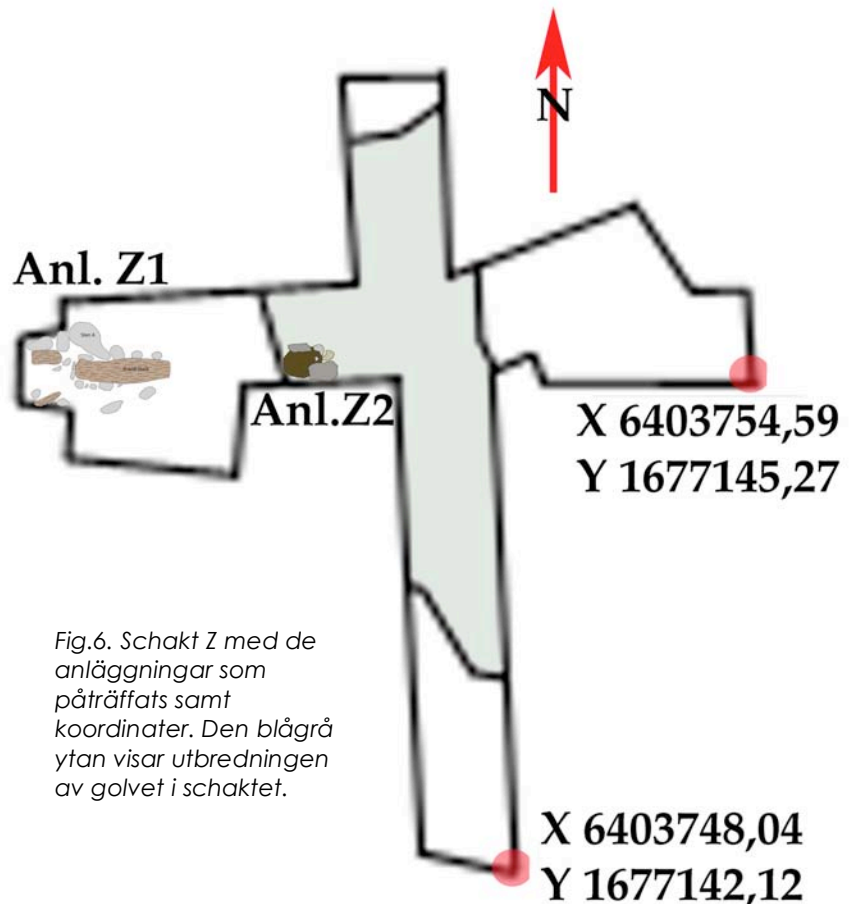 N
Anl. Z1
Sten A
Anl.Z2
X 6403754,59
Y 1677145,27
Fig.6. Schakt Z med de
anläggningar som
påträffats samt
koordinater. Den blågrå
ytan visar utbredningen
av golvet i schaktet.
X 6403748,04
Y 1677142,12